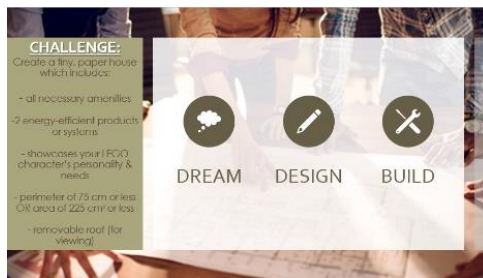 CHALLENGE:
Create a tiny, paper house
which includes:
- all necessary amenities
-2 energy-efficient products
or systems
- showcases your LEGO
character's personality &
needs
- perimeter of 75 cm or less
OR area of 225 cm² or less
- removable roof (for
viewing)
DREAM
DESIGN
BUILD